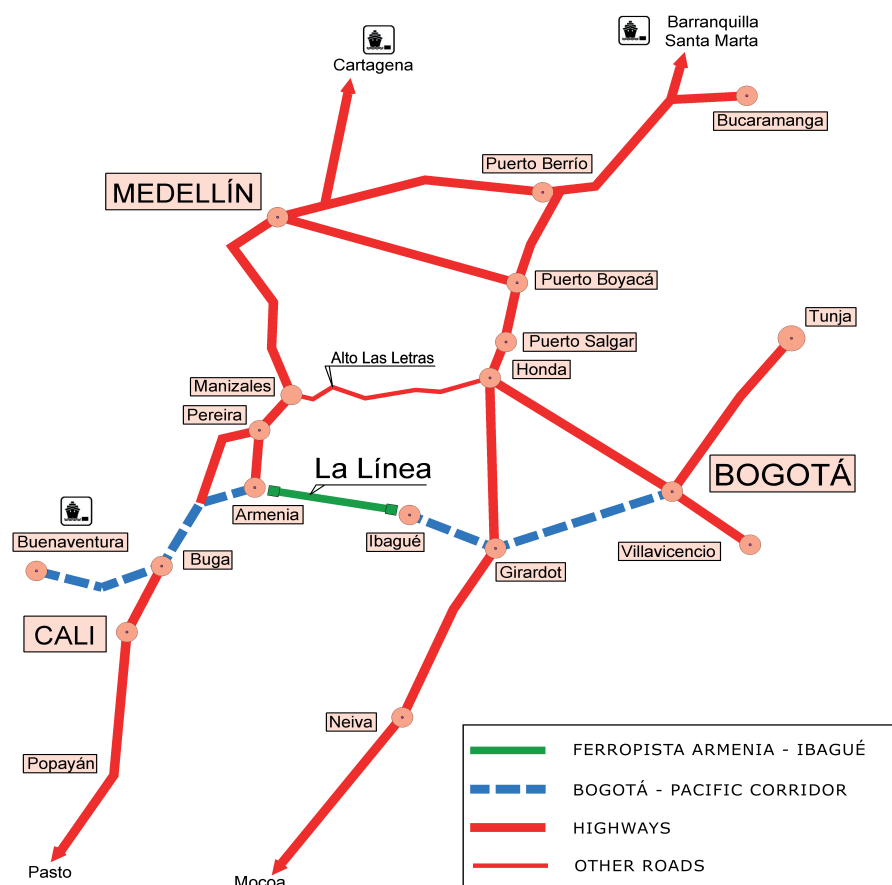 Barranquilla
Santa Marta
Cartagena
Bucaramanga
Puerto Berrío
MEDELLÍN
Puerto Boyacá
Tunja
Puerto Salgar
Alto Las Letras
Honda
Manizales
Pereira
La Línea
BOGOTÁ
Armenia
Ibagué
Buenaventura
Buga
Girardot
Villavicencio
CALI
Neiva
Popayán
Pasto
Mocoa
FERROPISTA ARMENIA - IBAGUÉ
BOGOTÁ - PACIFIC CORRIDOR
HIGHWAYS
OTHER ROADS